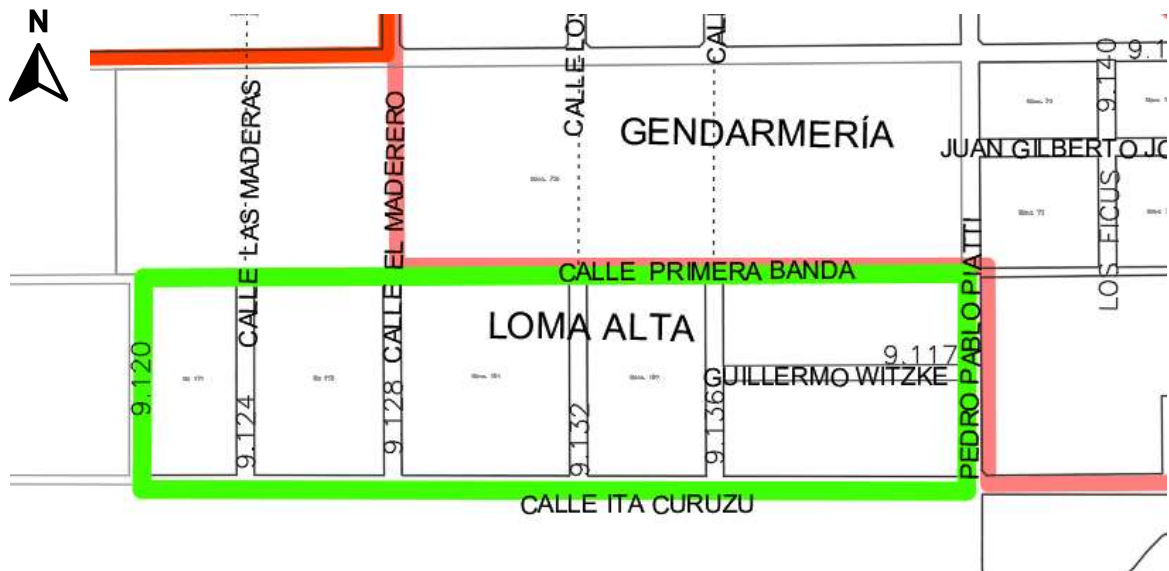 N
CALLE LOS
CALL
9.140
9.1
CALLE LAS MADERAS
CALLE EL MADERERO
GENDARMERÍA
JUAN GILBERTO JO
LOS FICUS
CALLE PRIMERA BANDA
PEDRO PABLO PIATTI
LOMA ALTA
9.120
9.124
9.128
9.132
9.136
9.117
GUILLERMO WITZKE
CALLE ITA CURUZU